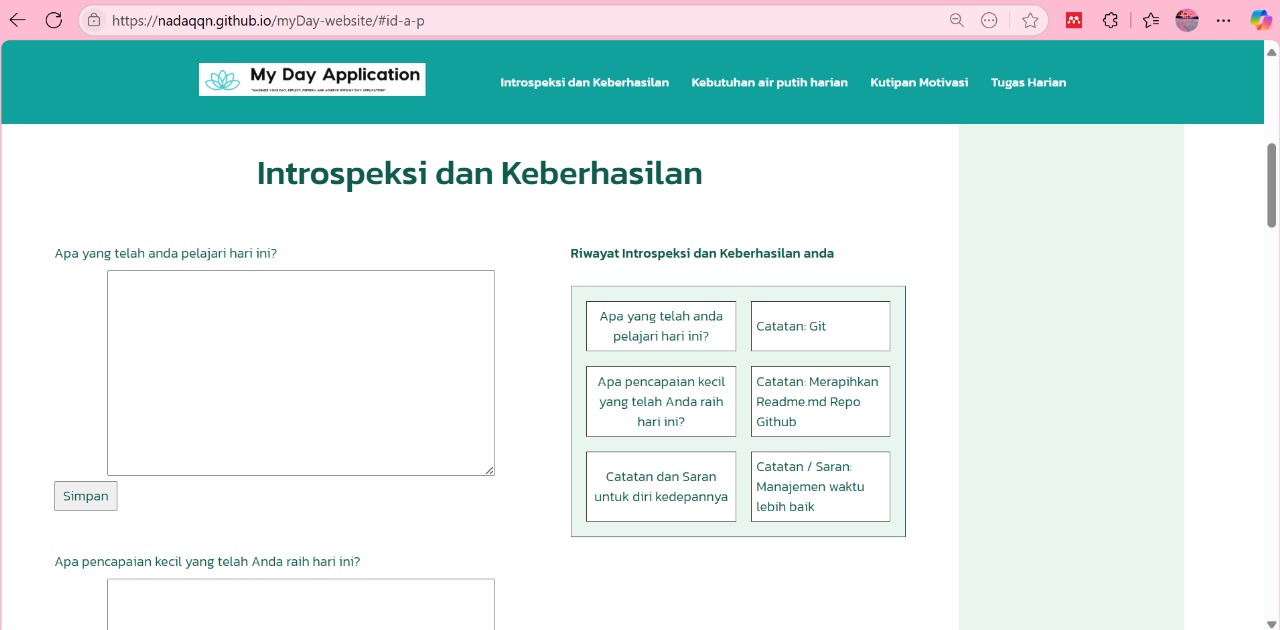 https://nadaqqn.github.io/myDay-website/#id-a-p
My Day Application
Introspeksi dan Keberhasilan
Kebutuhan air putih harian
Kutipan Motivasi
Tugas Harian
Introspeksi dan Keberhasilan
Apa yang telah anda pelajari hari ini?
Simpan
Apa pencapaian kecil yang telah Anda raih hari ini?
Riwayat Introspeksi dan Keberhasilan anda
Apa yang telah anda
pelajari hari ini?
Catatan: Git
Apa pencapaian kecil
yang telah Anda raih
hari ini?
Catatan: Merapihkan
Readme.md Repo
Github
Catatan dan Saran
untuk diri kedepannya
Catatan / Saran:
Manajemen waktu
lebih baik